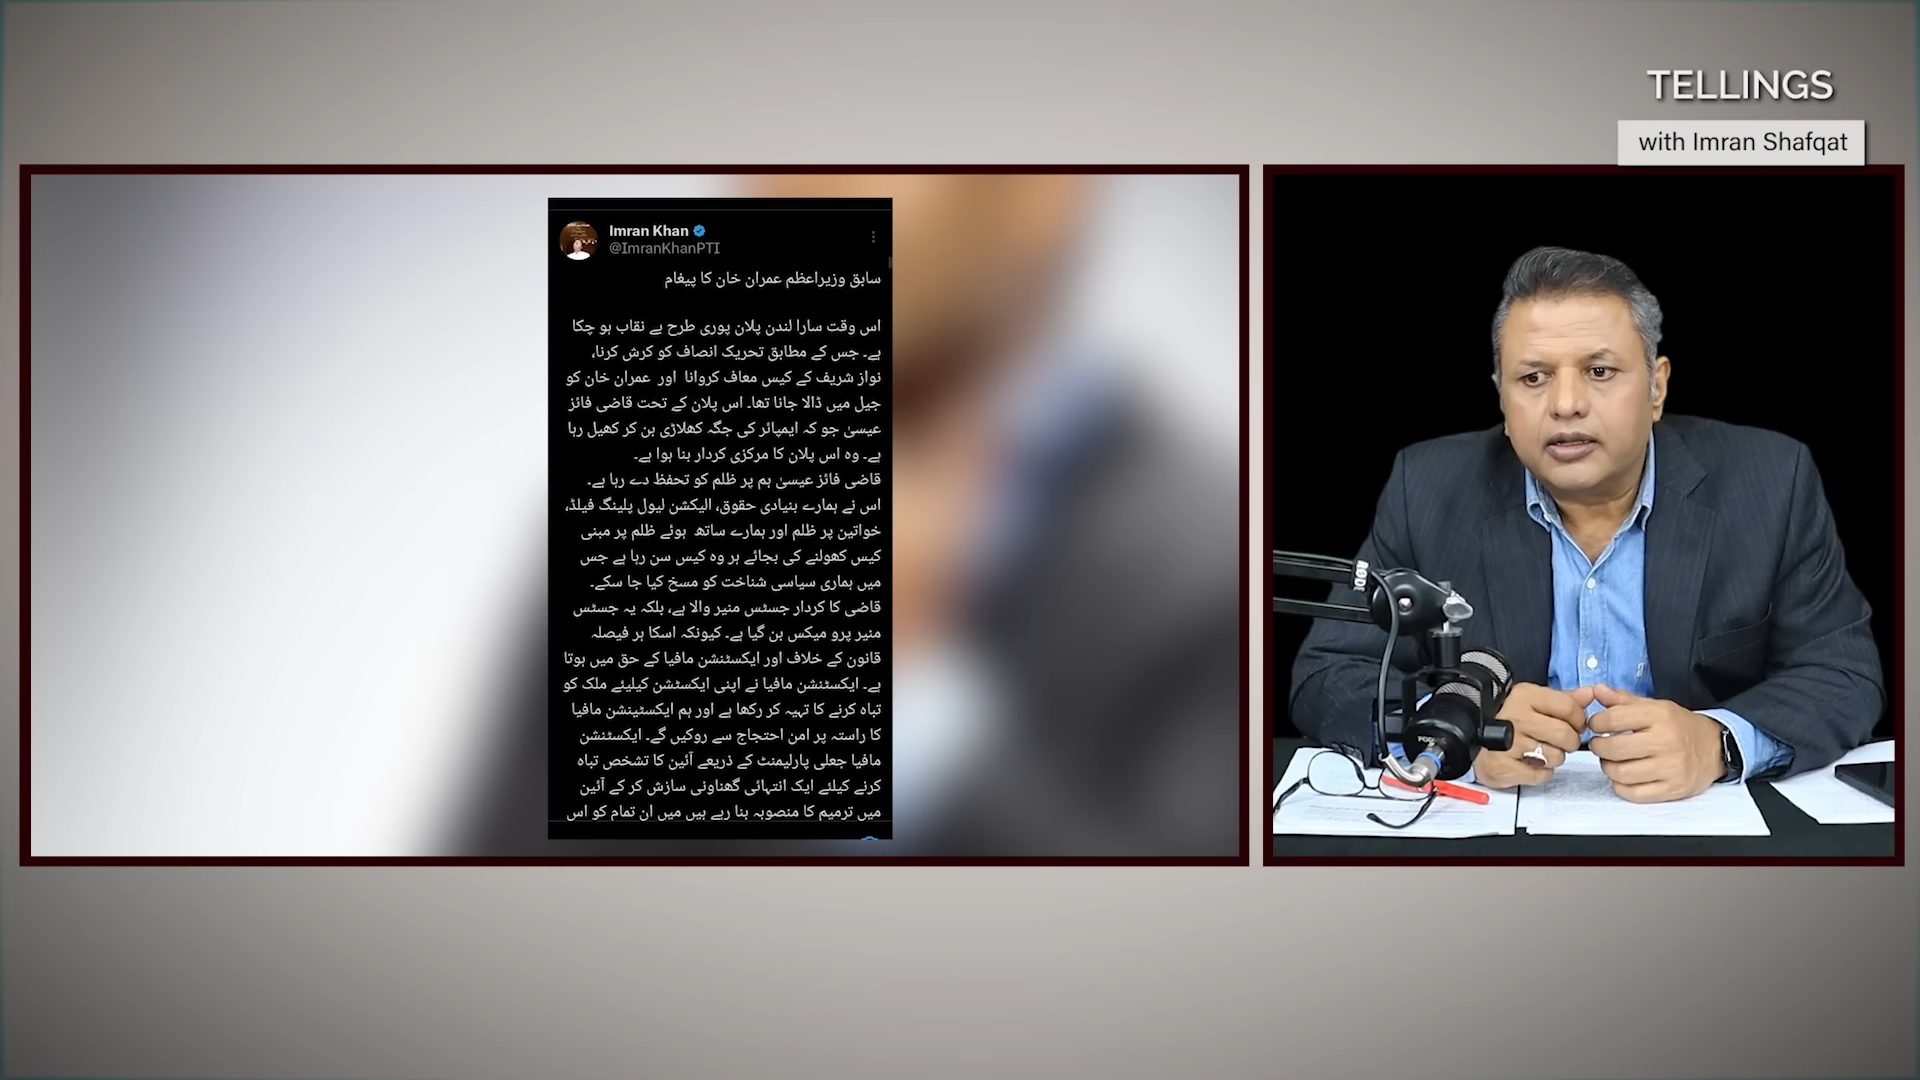 TELLINGS
with Imran Shafqat
Imran Khan
@ImranKhanPTI
سابق وزیراعظم عمران خان کا پیغام
اس وقت سارا لندن پلان پوری طرح بے نقاب ہو چکا
ہے۔ جس کے مطابق تحریک انصاف کو کرش کرنا،
نواز شریف کے کیس معاف کروانا اور عمران خان کو
جیل میں ڈالا جانا تھا۔ اس پلان کے تحت قاضی فائز
عیسیٰ جو کہ ایمپائر کی جگہ کھلاڑی بن کر کھیل رہا
ہے۔ وہ اس پلان کا مرکزی کردار بنا ہوا ہے۔
قاضی فائز عیسیٰ ہم پر ظلم کو تحفظ دے رہا ہے۔
اس نے ہمارے بنیادی حقوق، الیکشن لیول پلینگ فیلڈ،
خواتین پر ظلم اور ہمارے ساتھ ہوئے ظلم پر مبنی
کیس کھولنے کی بجائے ہر وہ کیس سن رہا ہے جس
میں ہماری سیاسی شناخت کو مسخ کیا جا سکے۔
قاضی کا کردار جسٹس منیر والا ہے، بلکہ یہ جسٹس
منیر پرو میکس بن گیا ہے۔ کیونکہ اسکا ہر فیصلہ
قانون کے خلاف اور ایکسٹنشن مافیا کے حق میں ہوتا
ہے۔ ایکسٹنشن مافیا نے اپنی ایکسٹشن کیلیئے ملک کو
تباہ کرنے کا تہیہ کر رکھا ہے اور ہم ایکسٹینشن مافیا
کا راستہ پر امن احتجاج سے روکیں گے۔ ایکسٹنشن
مافیا جعلی پارلیمنٹ کے ذریعے آئین کا تشخص تباہ
کرنے کیلئے ایک انتہائی گھناونی سازش کر کے آئین
میں ترمیم کا منصوبہ بنا رہے ہیں میں ان تمام کو اس
RODE